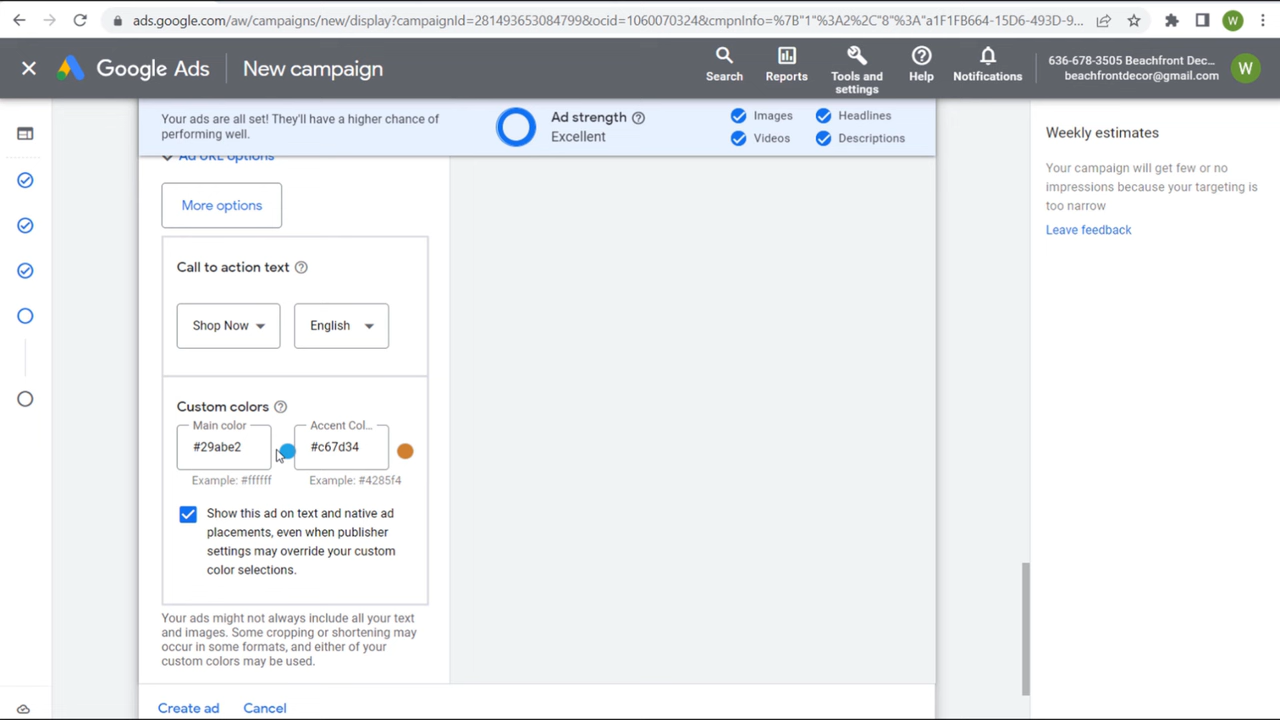 ads.google.com/aw/campaigns/new/display?campaignId=281493653084799&ocid=1060070324&cmpnInfo=%7B"1"%3A2%2C"8"%3A"a1F1FB664-15D6-493D-9...
W
Google Ads
New campaign
Search
Reports
Tools and
settings
Help
Notifications
636-678-3505 Beachfront Dec...
beachfrontdecor@gmail.com
W
Your ads are all set! They'll have a higher chance of
performing well.
Ad strength
Excellent
Images
Headlines
Videos
Descriptions
Weekly estimates
Your campaign will get few or no
impressions because your targeting is
too narrow
Leave feedback
Ad URL options
More options
Call to action text
Shop Now
English
Custom colors
Main color
#29abe2
Accent Col...
#c67d34
Example: #ffffff
Example: #4285f4
Show this ad on text and native ad
placements, even when publisher
settings may override your custom
color selections.
Your ads might not always include all your text
and images. Some cropping or shortening may
occur in some formats, and either of your
custom colors may be used.
Create ad
Cancel